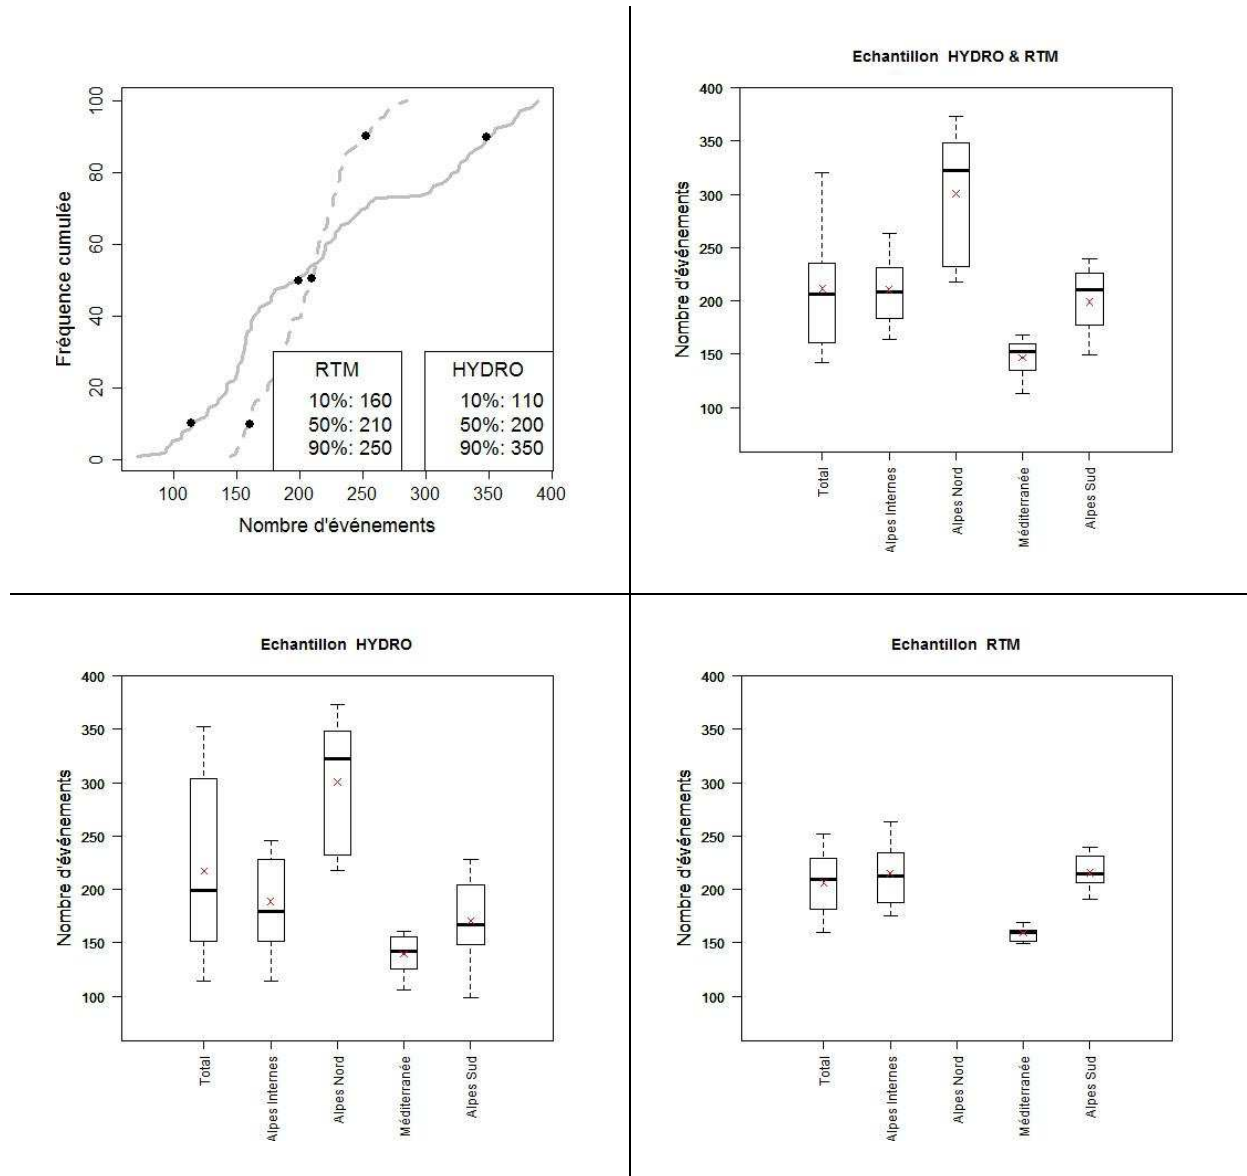 Fréquence cumulée
100
80
60
40
20
0
RTM
10%: 160
50%: 210
90%: 250
HYDRO
10%: 110
50%: 200
90%: 350
100 150 200 250 300 350 400
Nombre d'événements
Echantillon HYDRO & RTM
Nombre d'événements
400
350
300
250
200
150
100
Total
Alpes Internes
Alpes Nord
Méditerranée
Alpes Sud
Echantillon HYDRO
Nombre d'événements
400
350
300
250
200
150
100
Total
Alpes Internes
Alpes Nord
Méditerranée
Alpes Sud
Echantillon RTM
Nombre d'événements
400
350
300
250
200
150
100
Total
Alpes Internes
Alpes Nord
Méditerranée
Alpes Sud